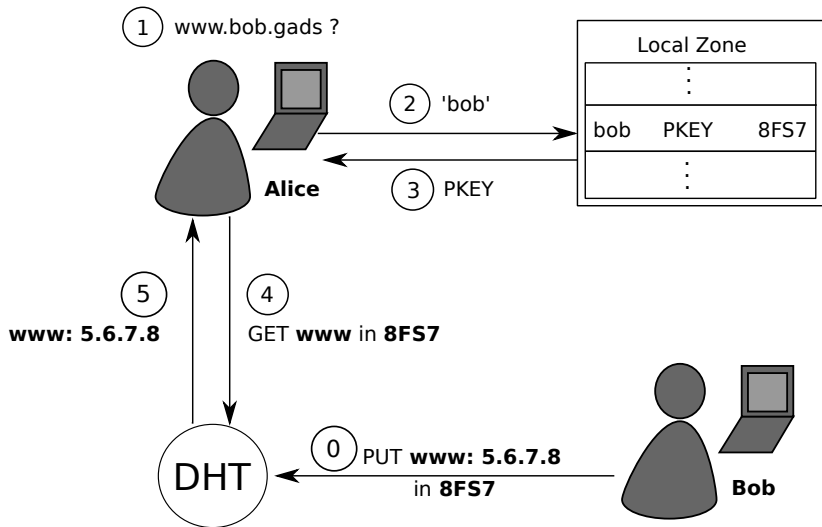 1 www.bob.gads ?
Local Zone
⋮
2 'bob'
bob PKEY 8FS7
3 PKEY
⋮
Alice
5
4
www: 5.6.7.8
GET www in 8FS7
0 PUT www: 5.6.7.8
in 8FS7
DHT
Bob